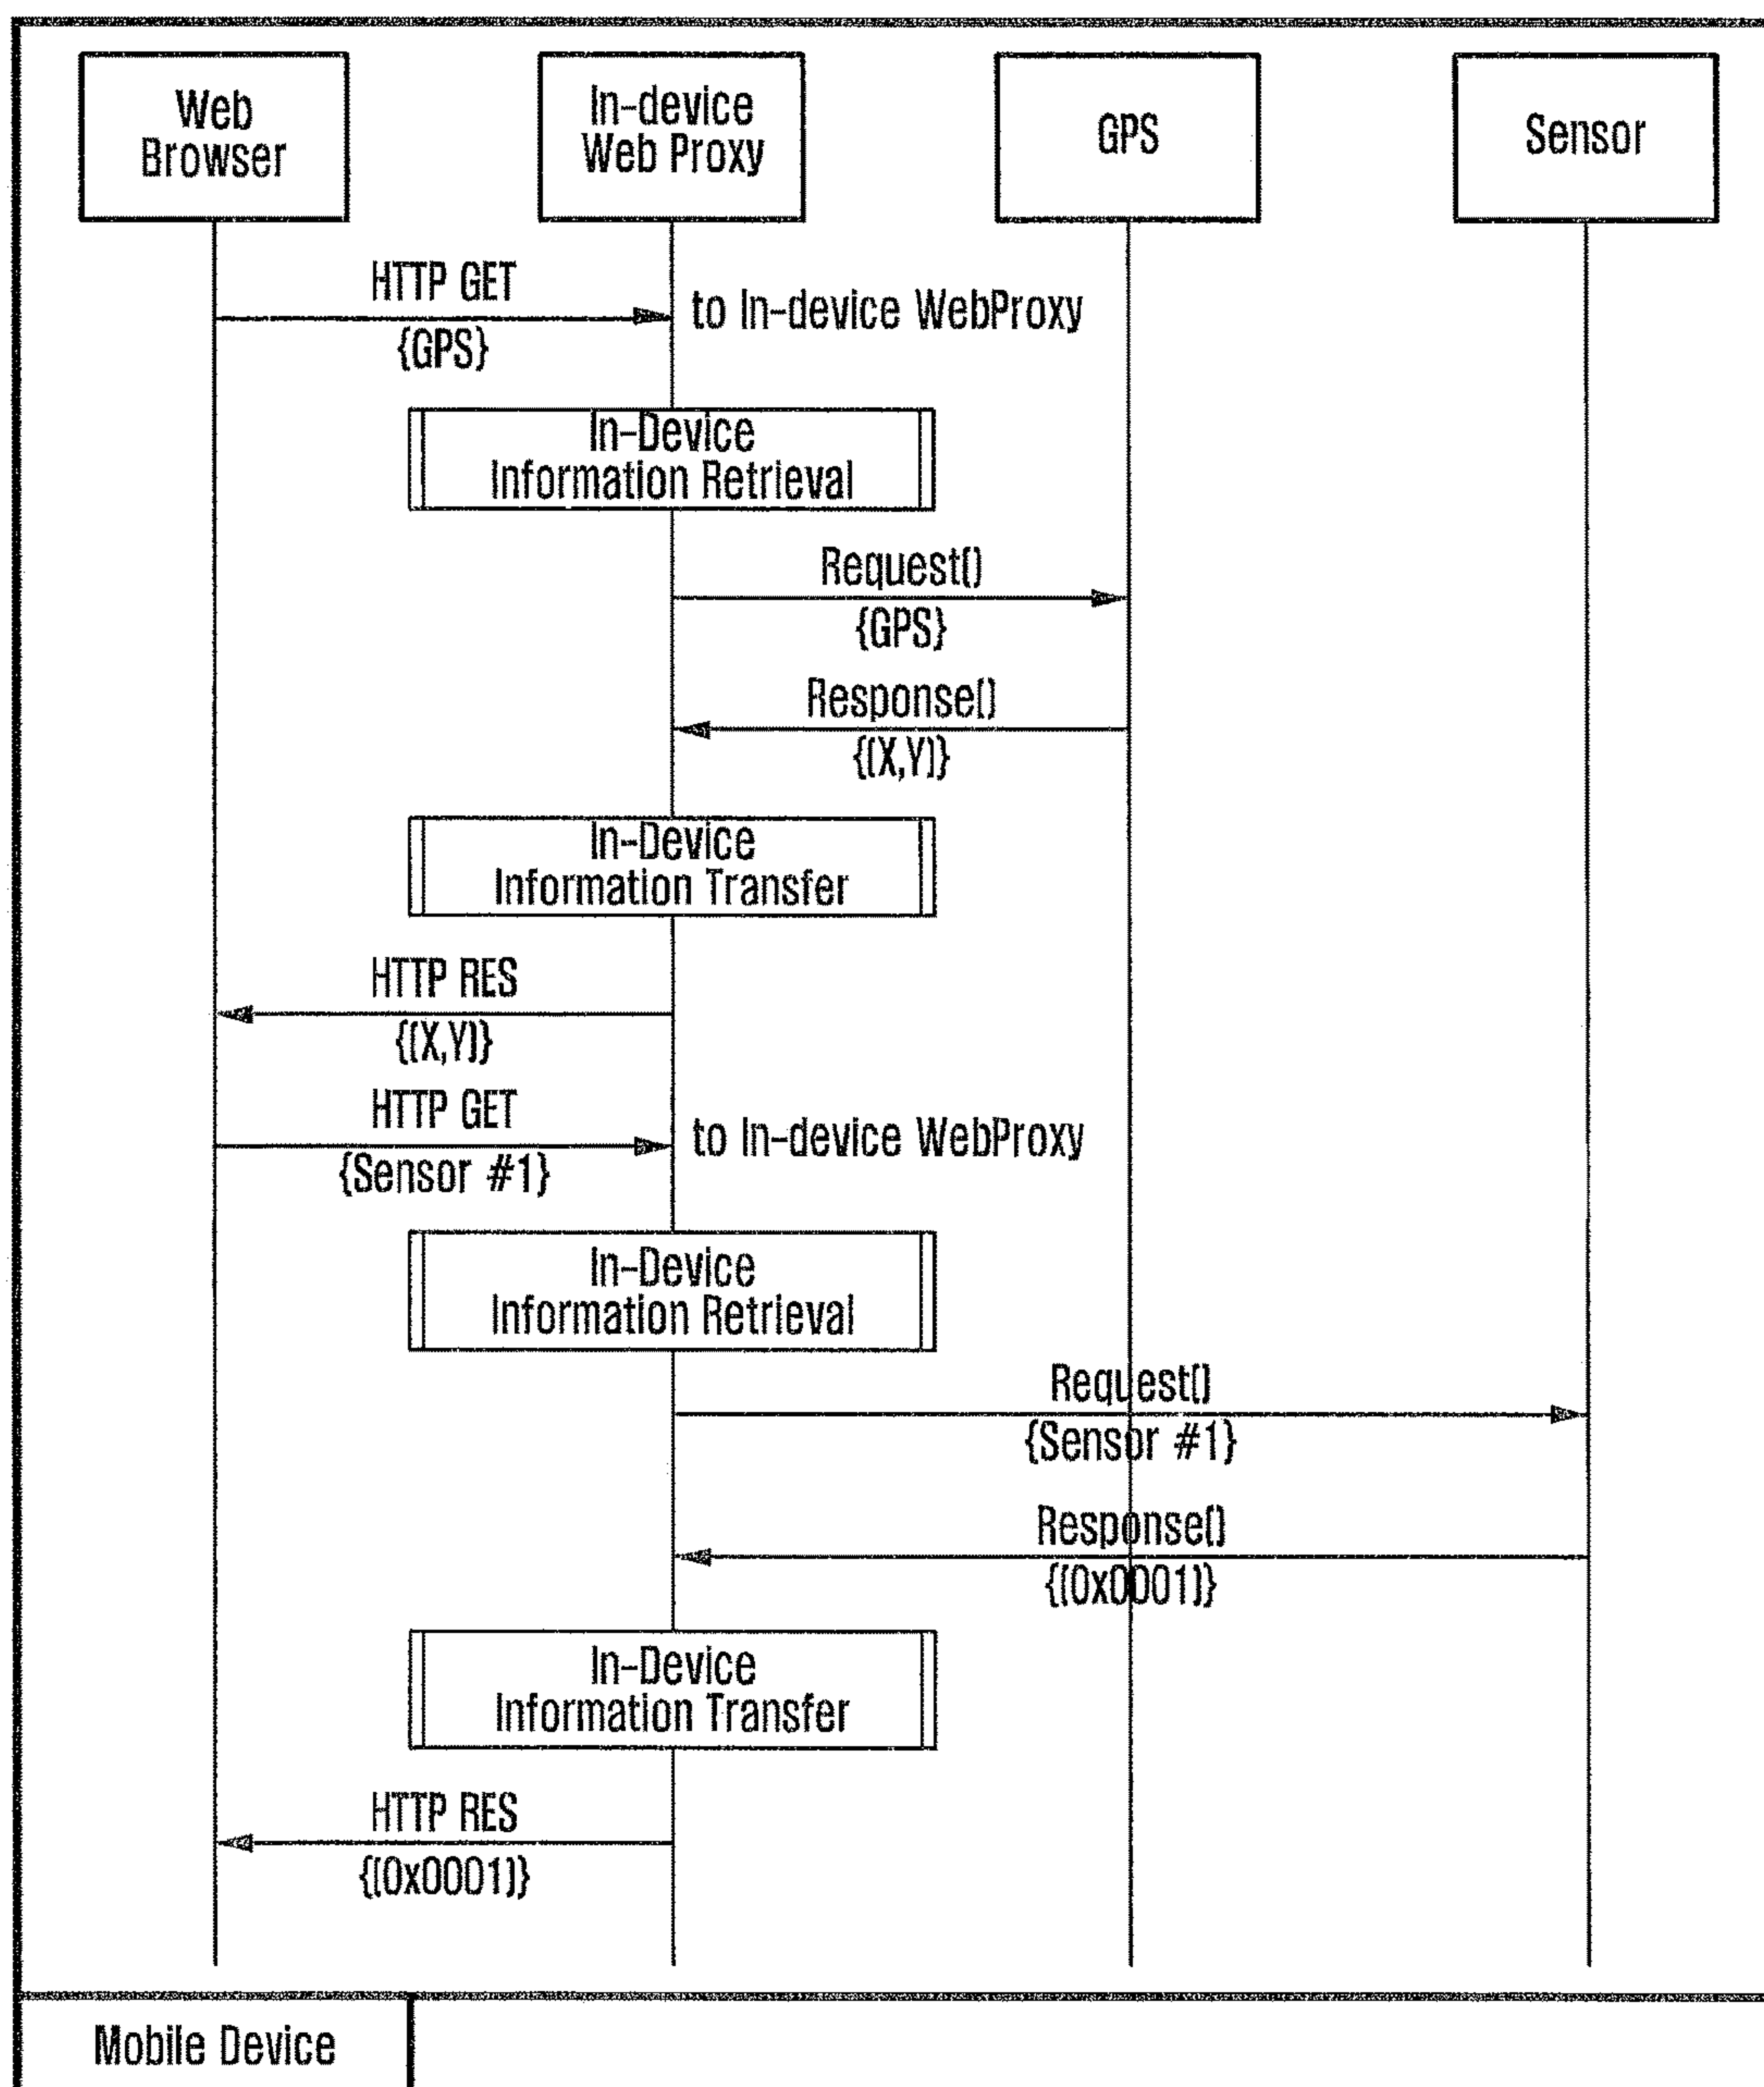 Web
Browser
In-device
Web Proxy
GPS
Sensor
HTTP GET
to In-device WebProxy
{GPS}
In-Device
Information Retrieval
Request()
{GPS}
Response()
{(X,Y)}
In-Device
Information Transfer
HTTP RES
{(X,Y)}
HTTP GET
to In-device WebProxy
{Sensor #1}
In-Device
Information Retrieval
Request()
{Sensor #1}
Response()
{(0x0001)}
In-Device
Information Transfer
HTTP RES
{(0x0001)}
Mobile Device